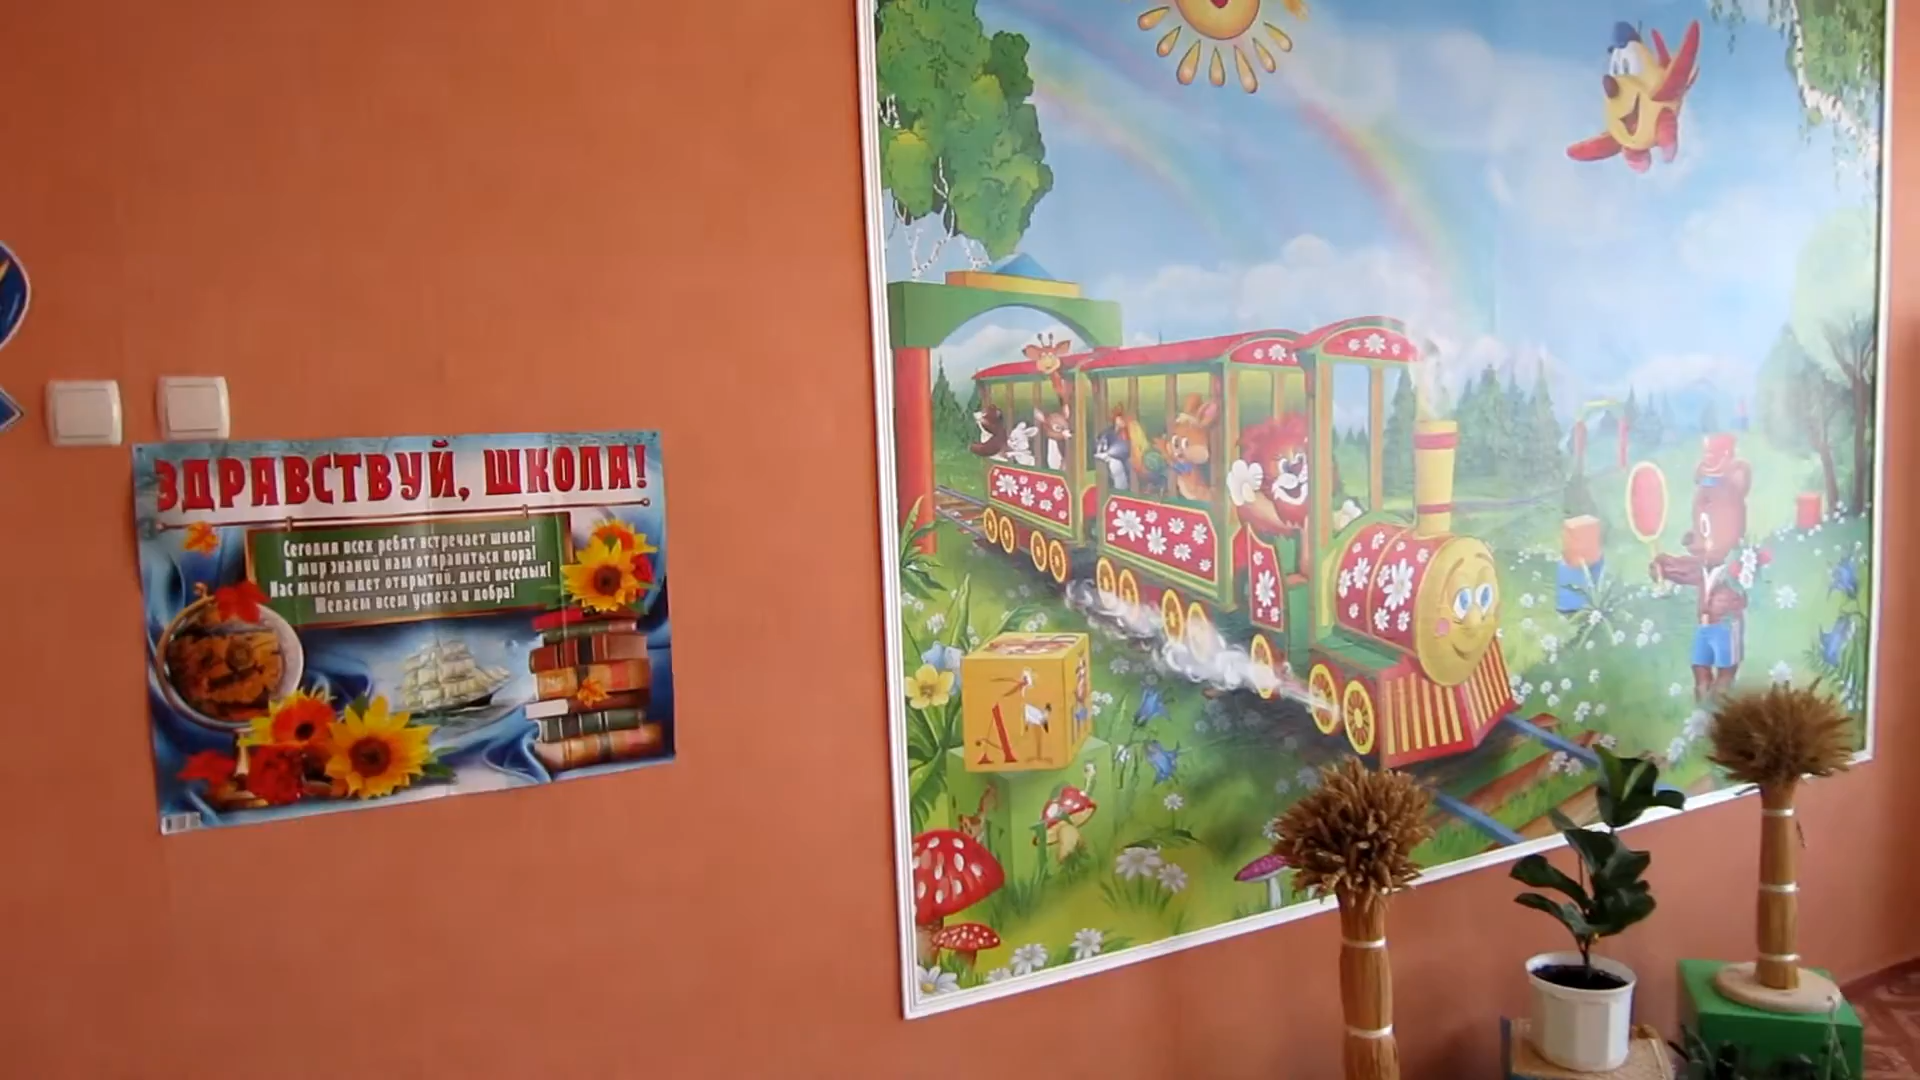 ЗДРАВСТВУЙ, ШКОЛА!
Сегодня всех ребят встречает школа!
В мир знаний нам отправиться пора!
Нас много ждет открытий, дней веселых!
Желаем всем успеха и добра!
А